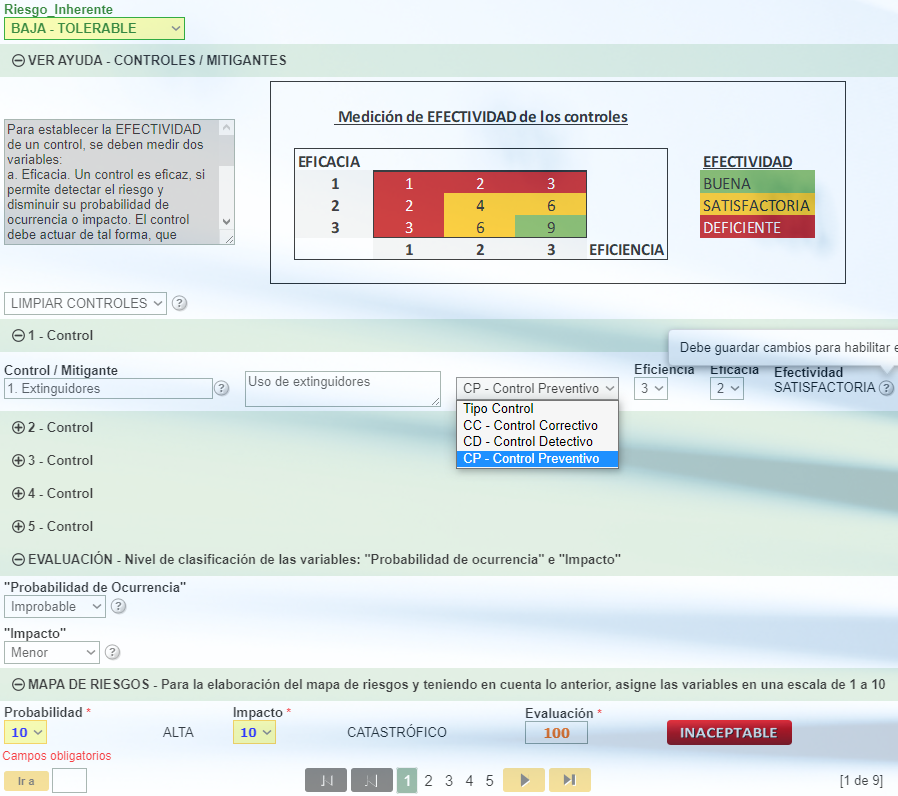 Riesgo_Inherente
BAJA - TOLERABLE
VER AYUDA - CONTROLES / MITIGANTES
Para establecer la EFECTIVIDAD
de un control, se deben medir dos
variables:
a. Eficacia. Un control es eficaz, si
permite detectar el riesgo y
disminuir su probabilidad de
ocurrencia o impacto. El control
debe actuar de tal forma, que
Medición de EFECTIVIDAD de los controles
EFICACIA
1 1 2 3
2 2 4 6
3 3 6 9
1 2 3 EFICIENCIA
EFECTIVIDAD
BUENA
SATISFACTORIA
DEFICIENTE
LIMPIAR CONTROLES ?
1 - Control
Debe guardar cambios para habilitar e
Control / Mitigante
1. Extinguidores ?
Uso de extinguidores
CP - Control Preventivo
Tipo Control
CC - Control Correctivo
CD - Control Detectivo
CP - Control Preventivo
Eficiencia Eficacia Efectividad
3 2 SATISFACTORIA ?
2 - Control
3 - Control
4 - Control
5 - Control
EVALUACIÓN - Nivel de clasificación de las variables: "Probabilidad de ocurrencia" e "Impacto"
"Probabilidad de Ocurrencia"
Improbable ?
"Impacto"
Menor ?
MAPA DE RIESGOS - Para la elaboración del mapa de riesgos y teniendo en cuenta lo anterior, asigne las variables en una escala de 1 a 10
Probabilidad * Impacto * Evaluación *
10 ALTA 10 CATASTRÓFICO 100 INACEPTABLE
Campos obligatorios
Ir a 1 2 3 4 5 [1 de 9]